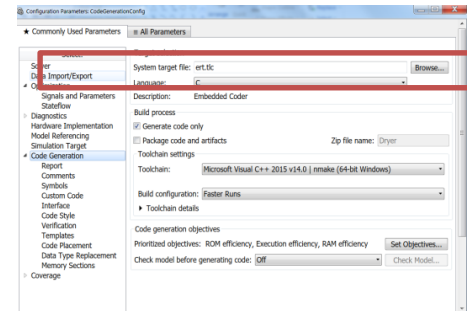 Configuration Parameters: CodeGenerationConfig
★ Commonly Used Parameters
≡ All Parameters
Solver
Data Import/Export
Signals and Parameters
Stateflow
Diagnostics
Hardware Implementation
Model Referencing
Simulation Target
Code Generation
Report
Comments
Symbols
Custom Code
Interface
Code Style
Verification
Templates
Code Placement
Data Type Replacement
Memory Sections
Coverage
System target file: ert.tlc
Browse...
Language: C
Description: Embedded Coder
Build process
Generate code only
Package code and artifacts
Zip file name: Dryer
Toolchain settings
Toolchain: Microsoft Visual C++ 2015 v14.0 | nmake (64-bit Windows)
Build configuration: Faster Runs
Toolchain details
Code generation objectives
Prioritized objectives: ROM efficiency, Execution efficiency, RAM efficiency
Set Objectives...
Check model before generating code: Off
Check Model...